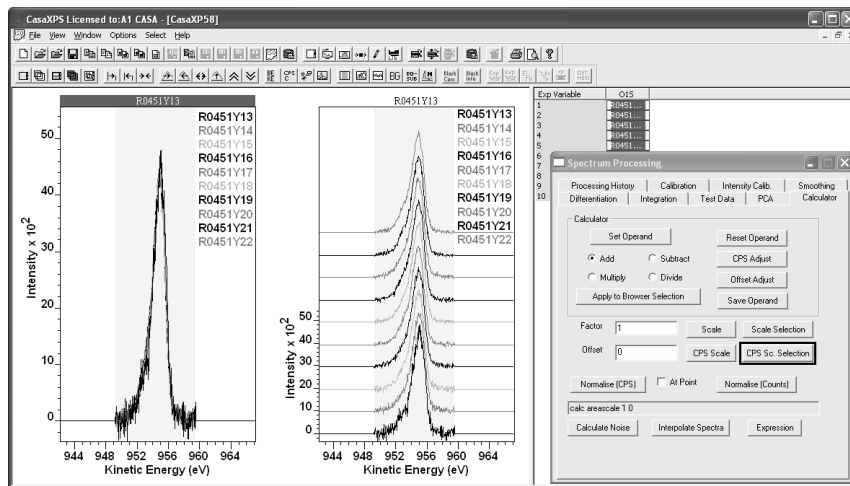 CasaXPS Licensed to:A1 CASA - [CasaXP58]
File View Window Options Select Help
R0451Y13
50
40
30
20
10
0
Intensity x 10²
944 948 952 956 960 964
Kinetic Energy (eV)
R0451Y13
R0451Y14
R0451Y15
R0451Y16
R0451Y17
R0451Y18
R0451Y19
R0451Y20
R0451Y21
R0451Y22
R0451Y13
50
40
30
20
10
0
Intensity x 10²
944 948 952 956 960 964
Kinetic Energy (eV)
R0451Y13
R0451Y14
R0451Y15
R0451Y16
R0451Y17
R0451Y18
R0451Y19
R0451Y20
R0451Y21
R0451Y22
Exp Variable O1S
1 R0451...
2 R0451...
3 R0451...
4 R0451...
5 R0451...
6
7
8
9
10
Spectrum Processing
Processing History Calibration Intensity Calib. Smoothing
Differentiation Integration Test Data PCA Calculator
Calculator
Set Operand Reset Operand
Add Subtract CPS Adjust
Multiply Divide Offset Adjust
Apply to Browser Selection Save Operand
Factor 1 Scale Scale Selection
Offset 0 CPS Scale CPS Sc. Selection
Normalise (CPS) At Point Normalise (Counts)
calc areascale 1 0
Calculate Noise Interpolate Spectra Expression